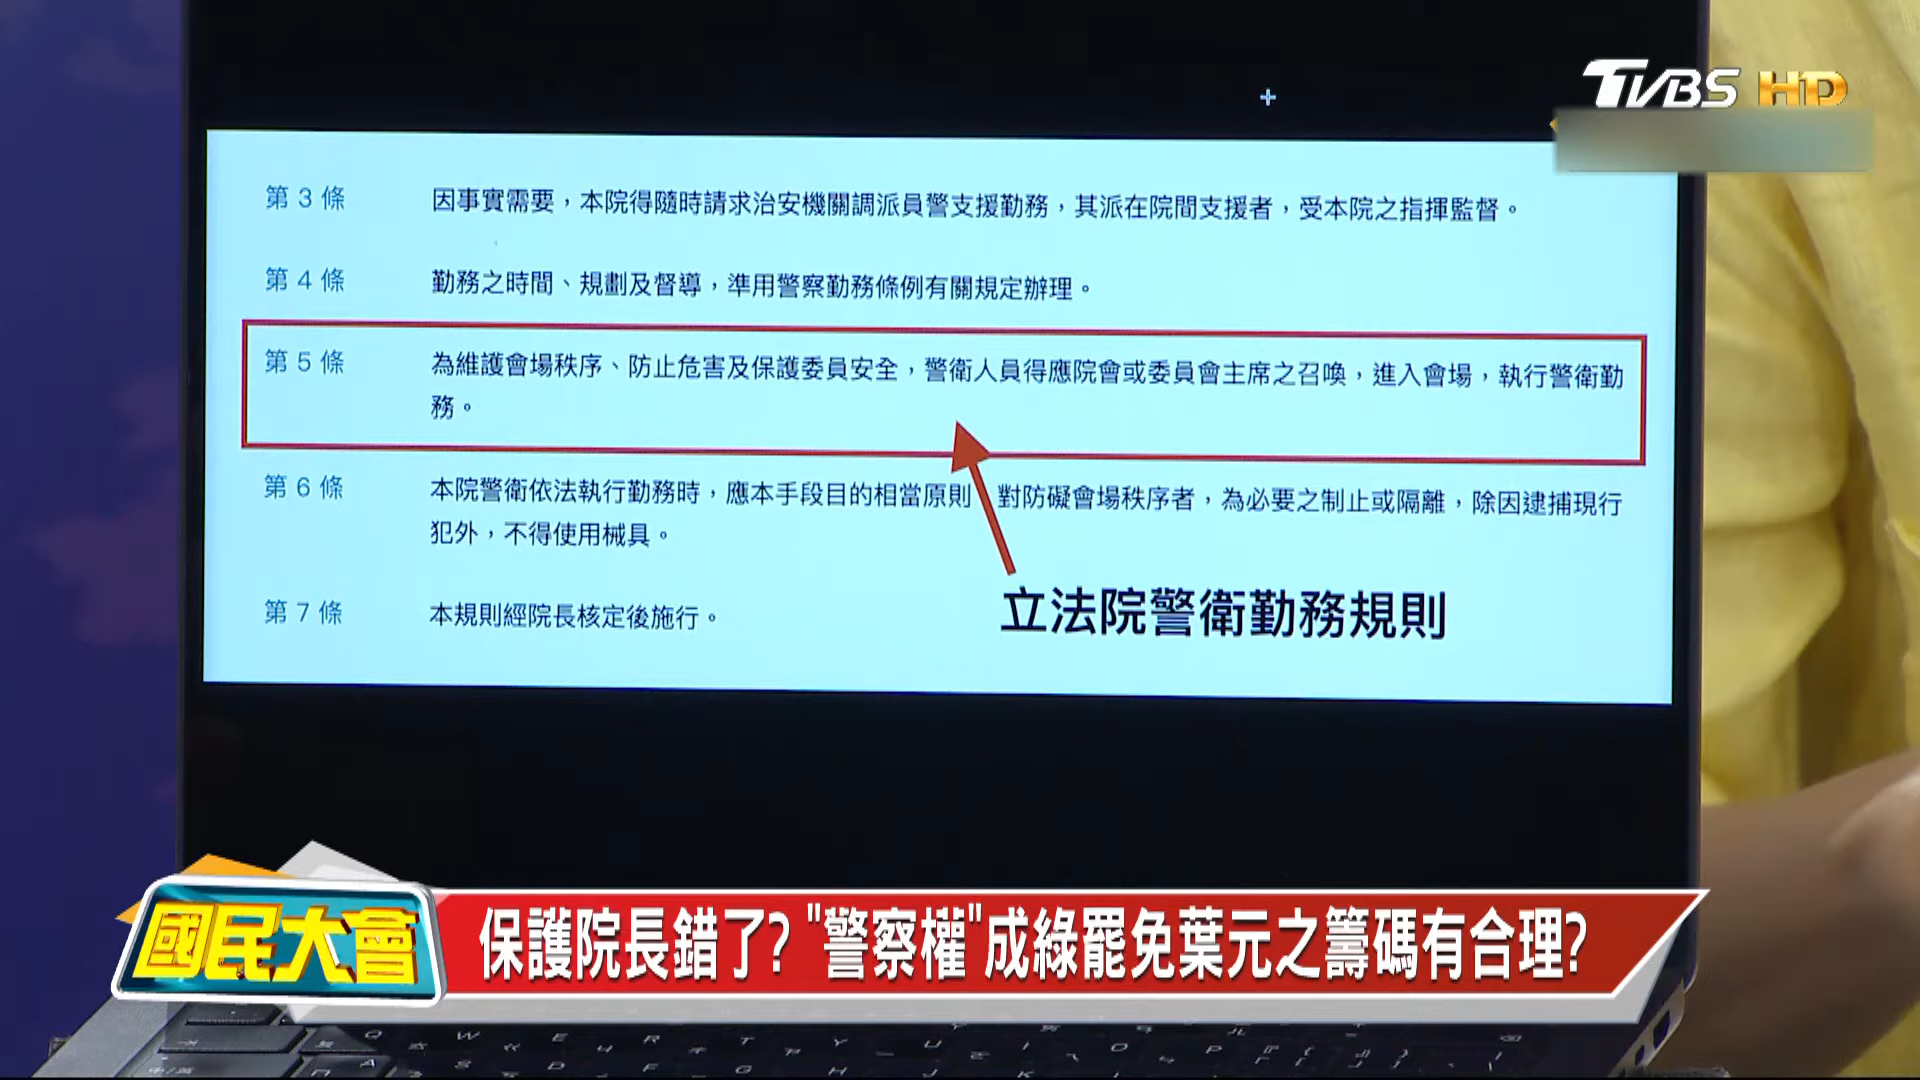 TVBS HD
第 3 條 因事實需要，本院得隨時請求治安機關調派員警支援勤務，其派在院間支援者，受本院之指揮監督。
第 4 條 勤務之時間、規劃及督導，準用警察勤務條例有關規定辦理。
第 5 條 為維護會場秩序、防止危害及保護委員安全，警衛人員得應院會或委員會主席之召喚，進入會場，執行警衛勤
務。
第 6 條 本院警衛依法執行勤務時，應本手段目的相當原則 對防礙會場秩序者，為必要之制止或隔離，除因逮捕現行
犯外，不得使用械具。
第 7 條 本規則經院長核定後施行。
立法院警衛勤務規則
國民大會
保護院長錯了? "警察權"成綠罷免葉元之籌碼有合理?
Q W E R T Y U I O P
A S D F G H J K L